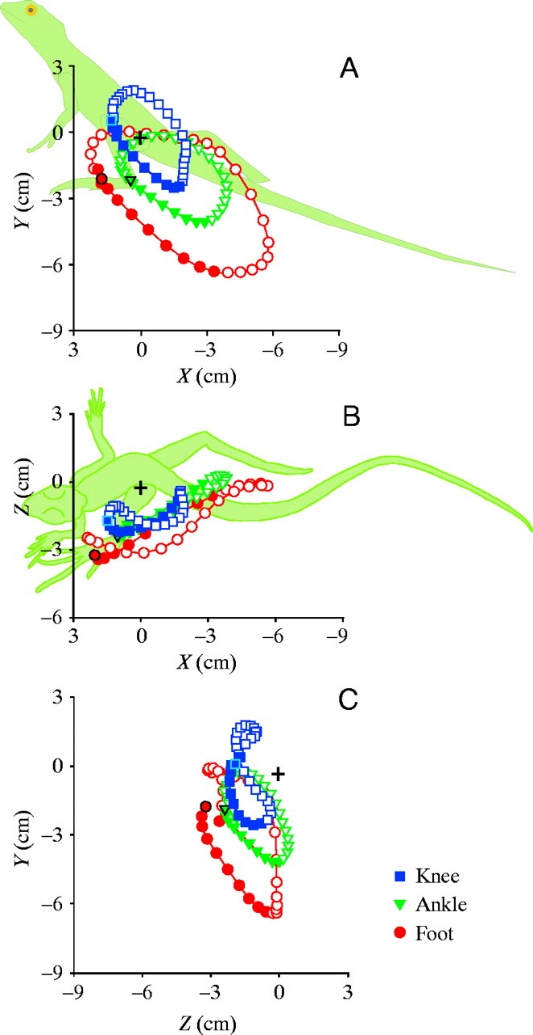 A
3
0
−3
−6
−9
Y (cm)
3 0 −3 −6 −9
X (cm)
B
3
0
−3
−6
Z (cm)
3 0 −3 −6 −9
X (cm)
C
3
0
−3
−6
−9
Y (cm)
−9 −6 −3 0 3
Z (cm)
Knee
Ankle
Foot